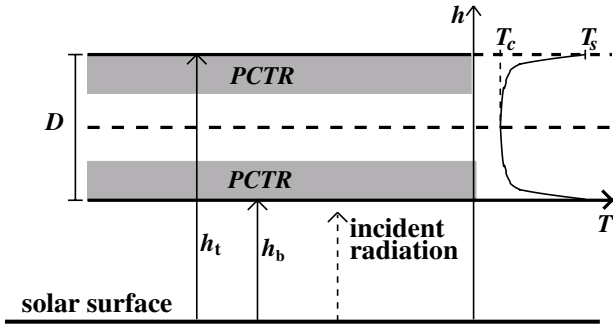 h
T_c
T_s
PCTR
D
PCTR
T
h_t
h_b
incident
radiation
solar surface